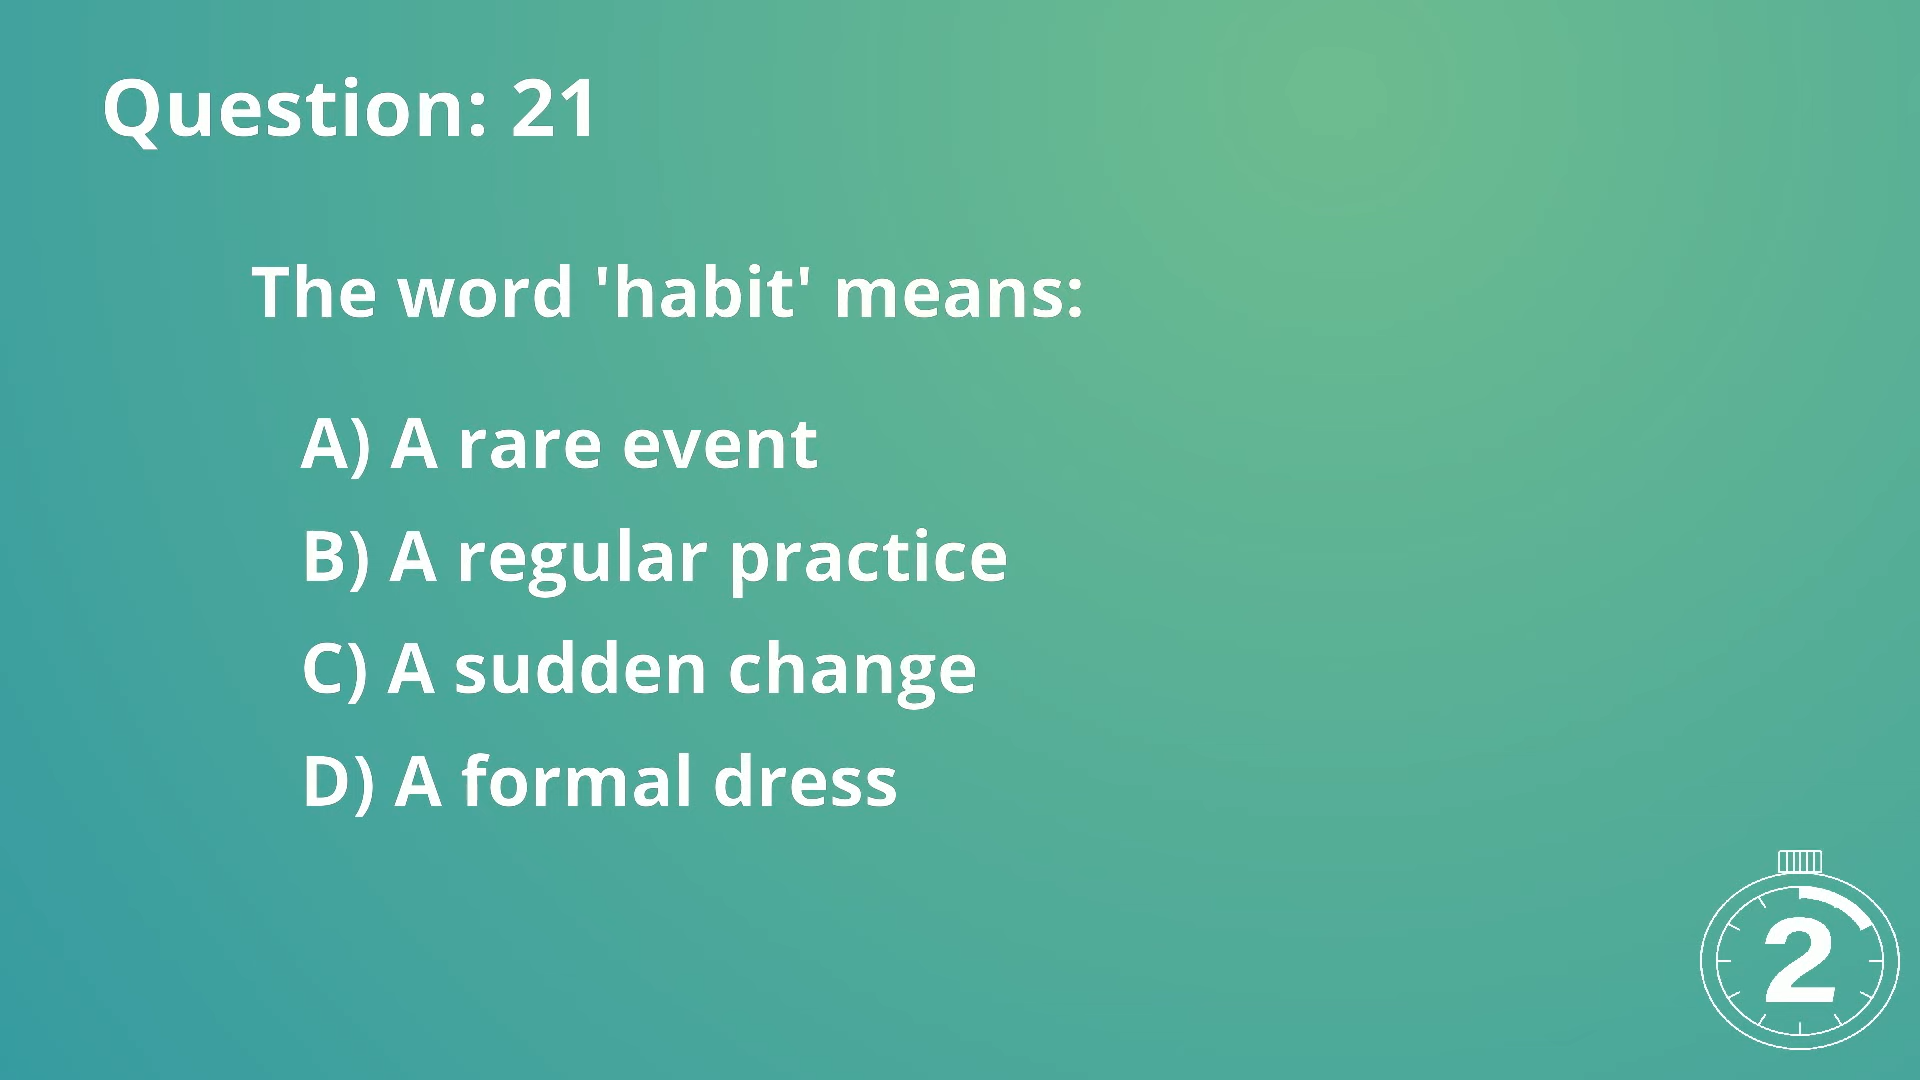 Question: 21
The word 'habit' means:
A) A rare event
B) A regular practice
C) A sudden change
D) A formal dress
2